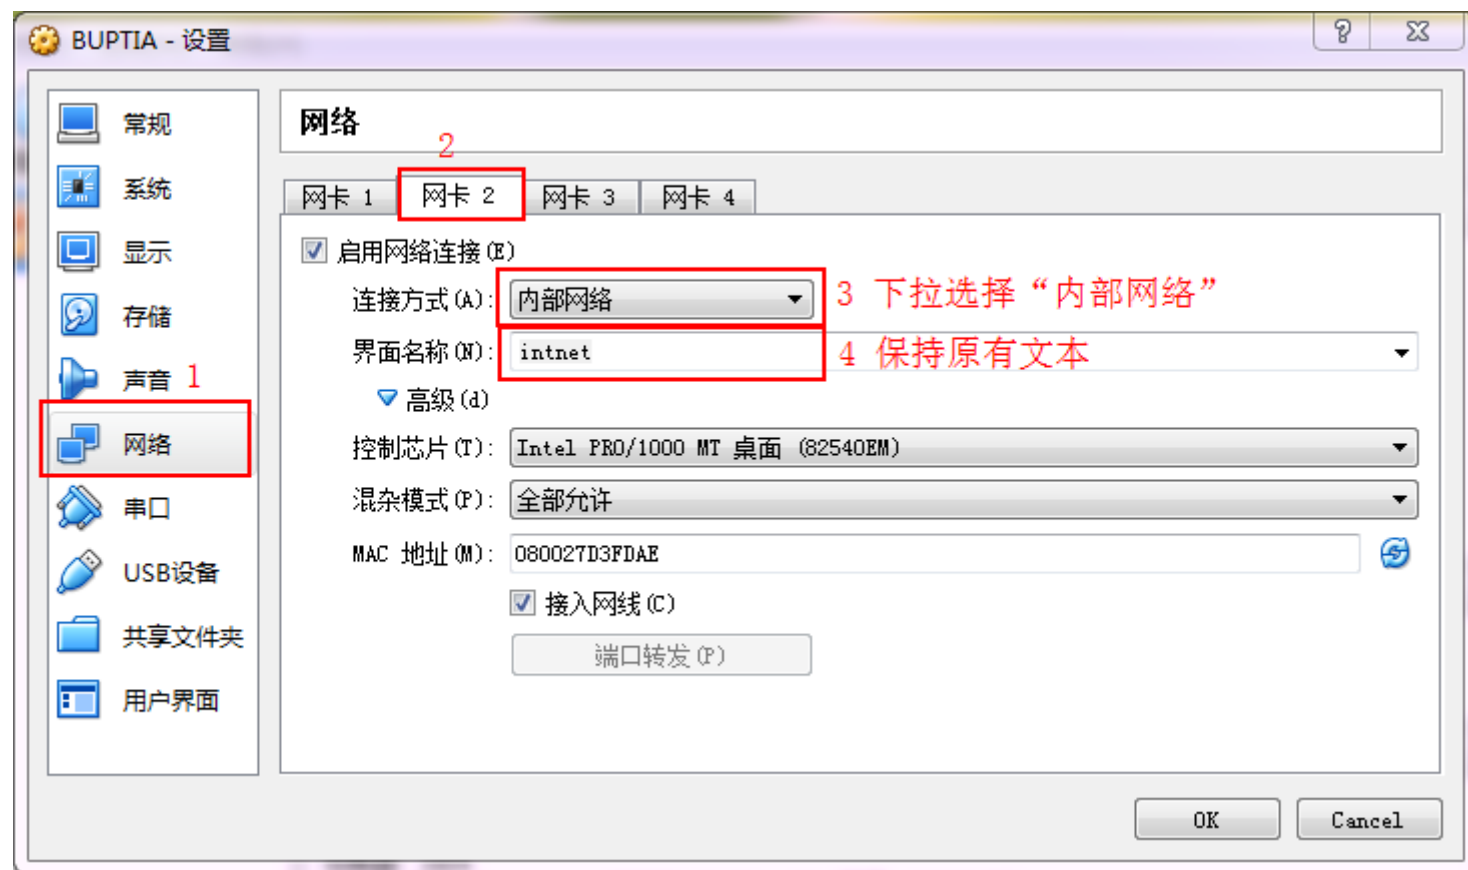 BUPTIA - 设置
常规
系统
显示
存储
声音 1
网络
串口
USB设备
共享文件夹
用户界面
网络
2
网卡 1 网卡 2 网卡 3 网卡 4
启用网络连接(E)
连接方式(A): 内部网络 3 下拉选择“内部网络”
界面名称(N): intnet 4 保持原有文本
高级(d)
控制芯片(T): Intel PRO/1000 MT 桌面 (82540EM)
混杂模式(P): 全部允许
MAC 地址(M): 080027D3FDAE
接入网线(C)
端口转发(P)
OK Cancel